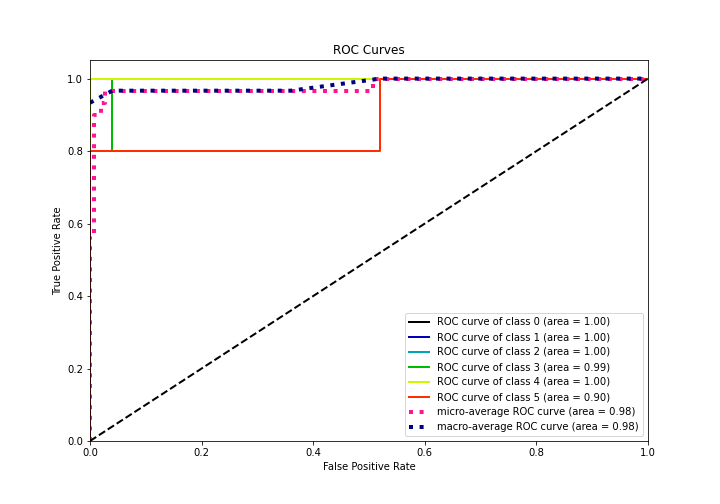 ROC Curves
True Positive Rate
1.0
0.8
0.6
0.4
0.2
0.0
ROC curve of class 0 (area = 1.00)
ROC curve of class 1 (area = 1.00)
ROC curve of class 2 (area = 1.00)
ROC curve of class 3 (area = 0.99)
ROC curve of class 4 (area = 1.00)
ROC curve of class 5 (area = 0.90)
micro-average ROC curve (area = 0.98)
macro-average ROC curve (area = 0.98)
0.0 0.2 0.4 0.6 0.8 1.0
False Positive Rate